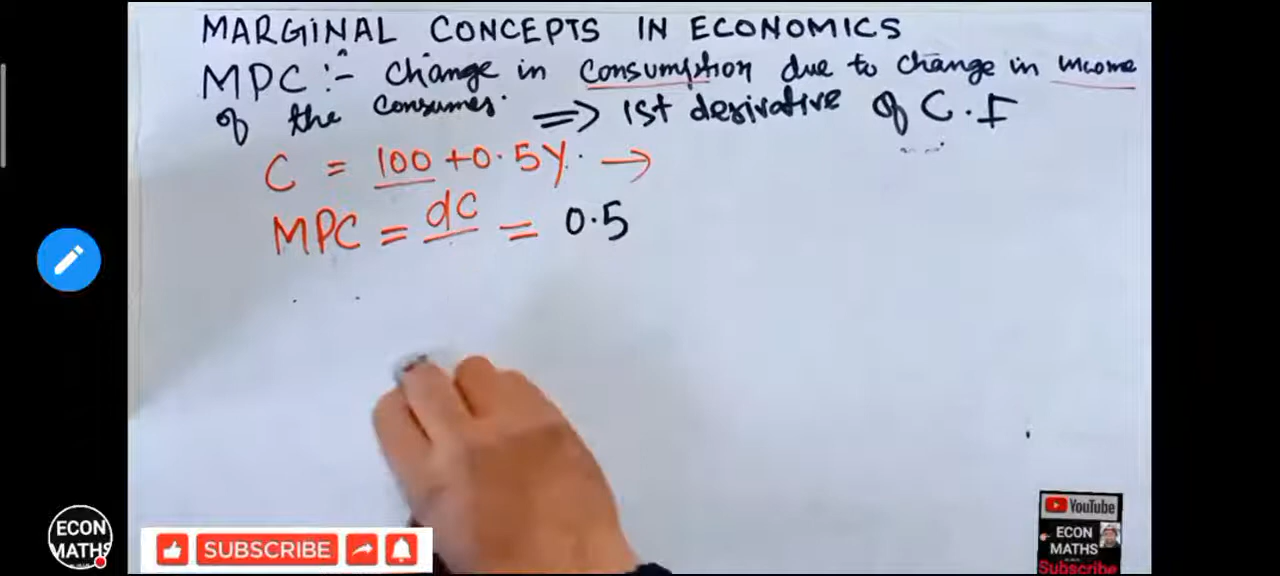 MARGINAL CONCEPTS IN ECONOMICS
MPC :- Change in Consumption due to change in income
of the Consumes. => 1st derivative of C.F
C = 100 + 0.5Y. →
MPC = dC = 0.5
ECON
MATHS
SUBSCRIBE
YouTube
ECON
MATHS
Subscribe